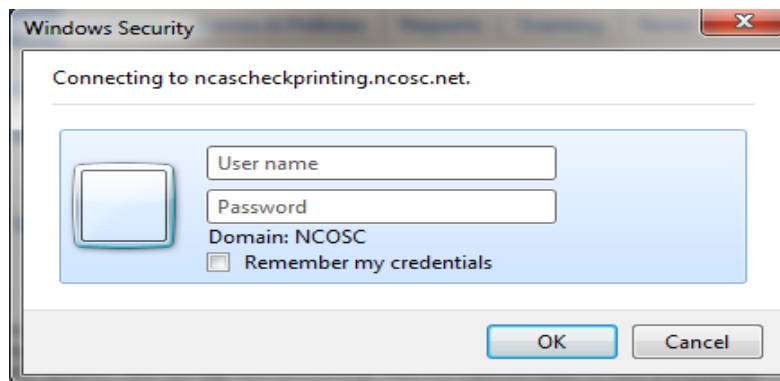 Windows Security
Connecting to ncascheckprinting.ncosc.net.
User name
Password
Domain: NCOSC
Remember my credentials
OK
Cancel